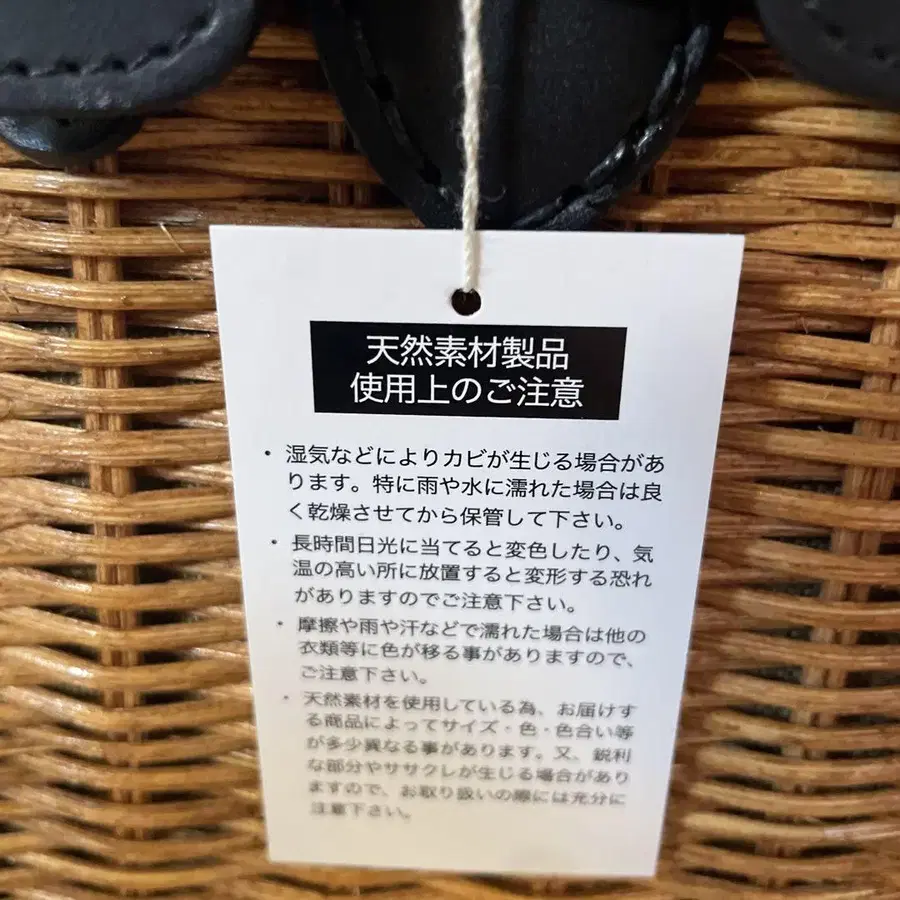 天然素材製品
使用上のご注意
・ 湿気などによりカビが生じる場合があ
ります。特に雨や水に濡れた場合は良
く乾燥させてから保管して下さい。
・ 長時間日光に当てると変色したり、気
温の高い所に放置すると変形する恐れ
がありますのでご注意下さい。
・ 摩擦や雨や汗などで濡れた場合は他の
衣類等に色が移る事がありますので、
ご注意下さい。
・ 天然素材を使用している為、お届けす
る商品によってサイズ・色・色合い等
が多少異なる事があります。又、鋭利
な部分やササクレが生じる場合があり
ますので、お取り扱いの際には充分に
注意下さい。